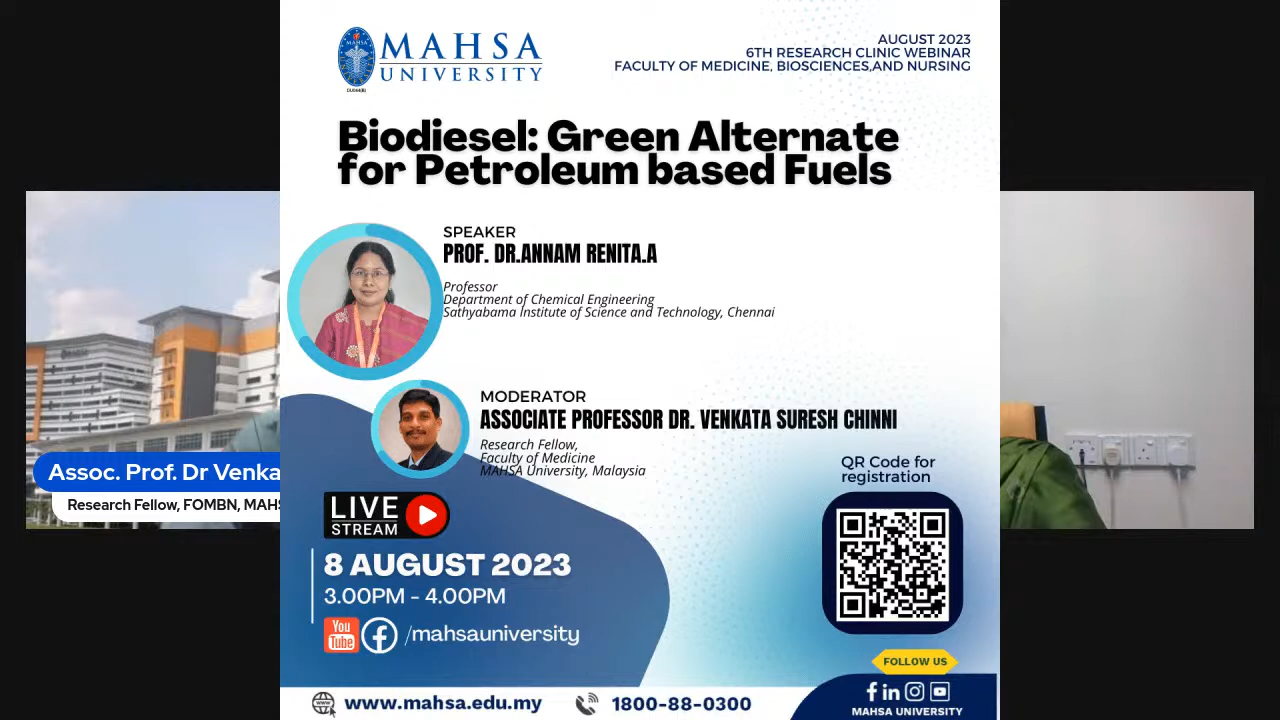 MAHSA
UNIVERSITY
AUGUST 2023
6TH RESEARCH CLINIC WEBINAR
FACULTY OF MEDICINE, BIOSCIENCES,AND NURSING
Biodiesel: Green Alternate
for Petroleum based Fuels
SPEAKER
PROF. DR.ANNAM RENITA.A
Professor
Department of Chemical Engineering
Sathyabama Institute of Science and Technology, Chennai
MODERATOR
ASSOCIATE PROFESSOR DR. VENKATA SURESH CHINNI
Research Fellow,
Faculty of Medicine
MAHSA University, Malaysia
Assoc. Prof. Dr Venka
Research Fellow, FOMBN, MAHS
QR Code for
registration
LIVE
STREAM
8 AUGUST 2023
3.00PM - 4.00PM
You
Tube
/mahsauniversity
FOLLOW US
www.mahsa.edu.my
1800-88-0300
MAHSA UNIVERSITY